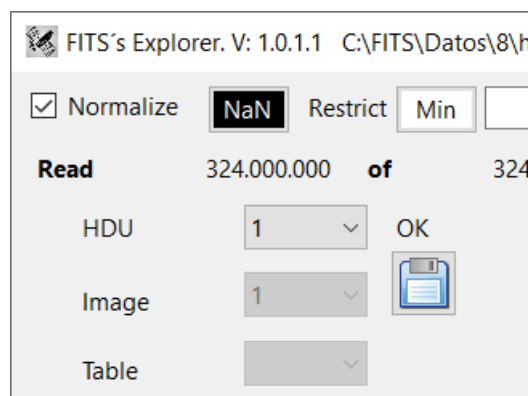 FITS´s Explorer. V: 1.0.1.1 C:\FITS\Datos\8\h
Normalize NaN Restrict Min
Read 324.000.000 of 324
HDU 1 OK
Image 1
Table